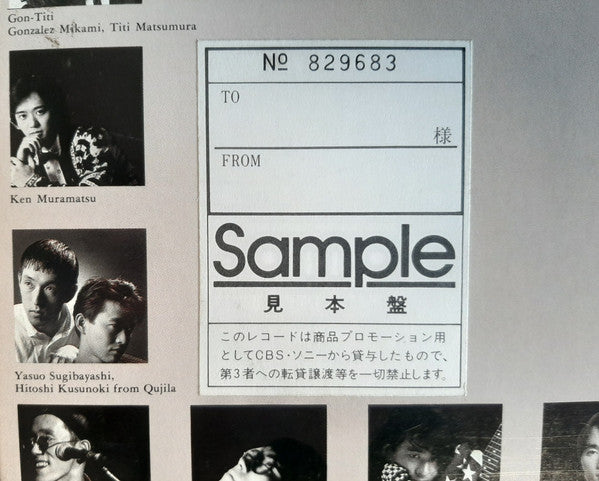 Gon-Titi
Gonzalez Mikami, Titi Matsumura
Nº 829683
TO
様
FROM
Sample
見本盤
このレコードは商品プロモーション用
としてCBS・ソニーから貸与したもので、
第3者への転貸譲渡等を一切禁止します。
Ken Muramatsu
Yasuo Sugibayashi,
Hitoshi Kusunoki from Qujila